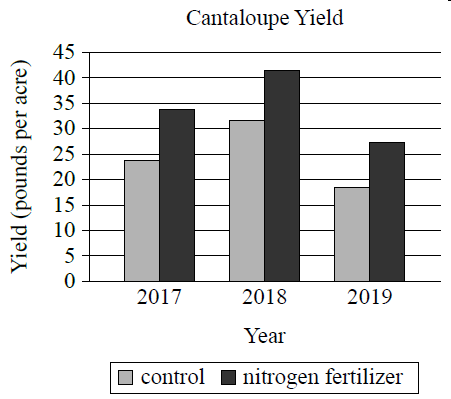 Cantaloupe Yield
Yield (pounds per acre)
45
40
35
30
25
20
15
10
5
0
2017 2018 2019
Year
control nitrogen fertilizer